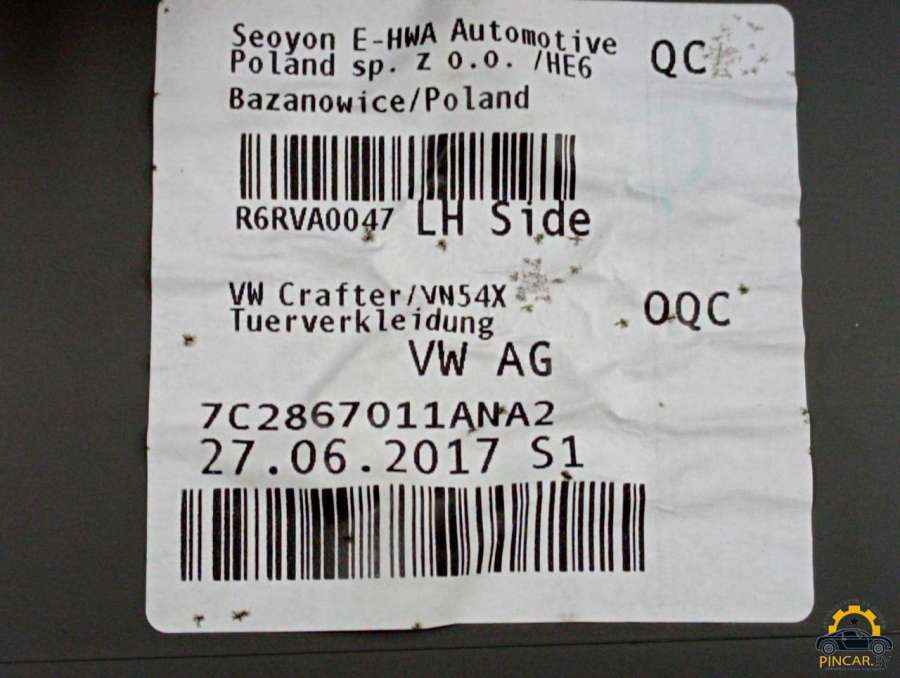 Seoyon E-HWA Automotive
Poland sp. z o.o. /HE6
QC
Bazanowice/Poland
R6RVA0047 LH Side
VW Crafter/VN54X
Tuerverkleidung
OQC
VW AG
7C2867011ANA2
27.06.2017 S1
PINCAR.BY